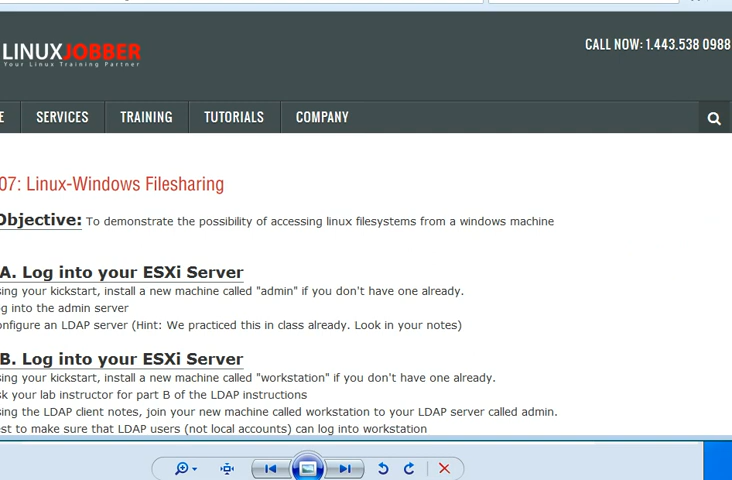 LINUXJOBBER
Your Linux Training Partner
CALL NOW: 1.443.538 0988
E SERVICES TRAINING TUTORIALS COMPANY
07: Linux-Windows Filesharing
Objective: To demonstrate the possibility of accessing linux filesystems from a windows machine
A. Log into your ESXi Server
sing your kickstart, install a new machine called "admin" if you don't have one already.
g into the admin server
onfigure an LDAP server (Hint: We practiced this in class already. Look in your notes)
B. Log into your ESXi Server
sing your kickstart, install a new machine called "workstation" if you don't have one already.
sk your lab instructor for part B of the LDAP instructions
sing the LDAP client notes, join your new machine called workstation to your LDAP server called admin.
est to make sure that LDAP users (not local accounts) can log into workstation